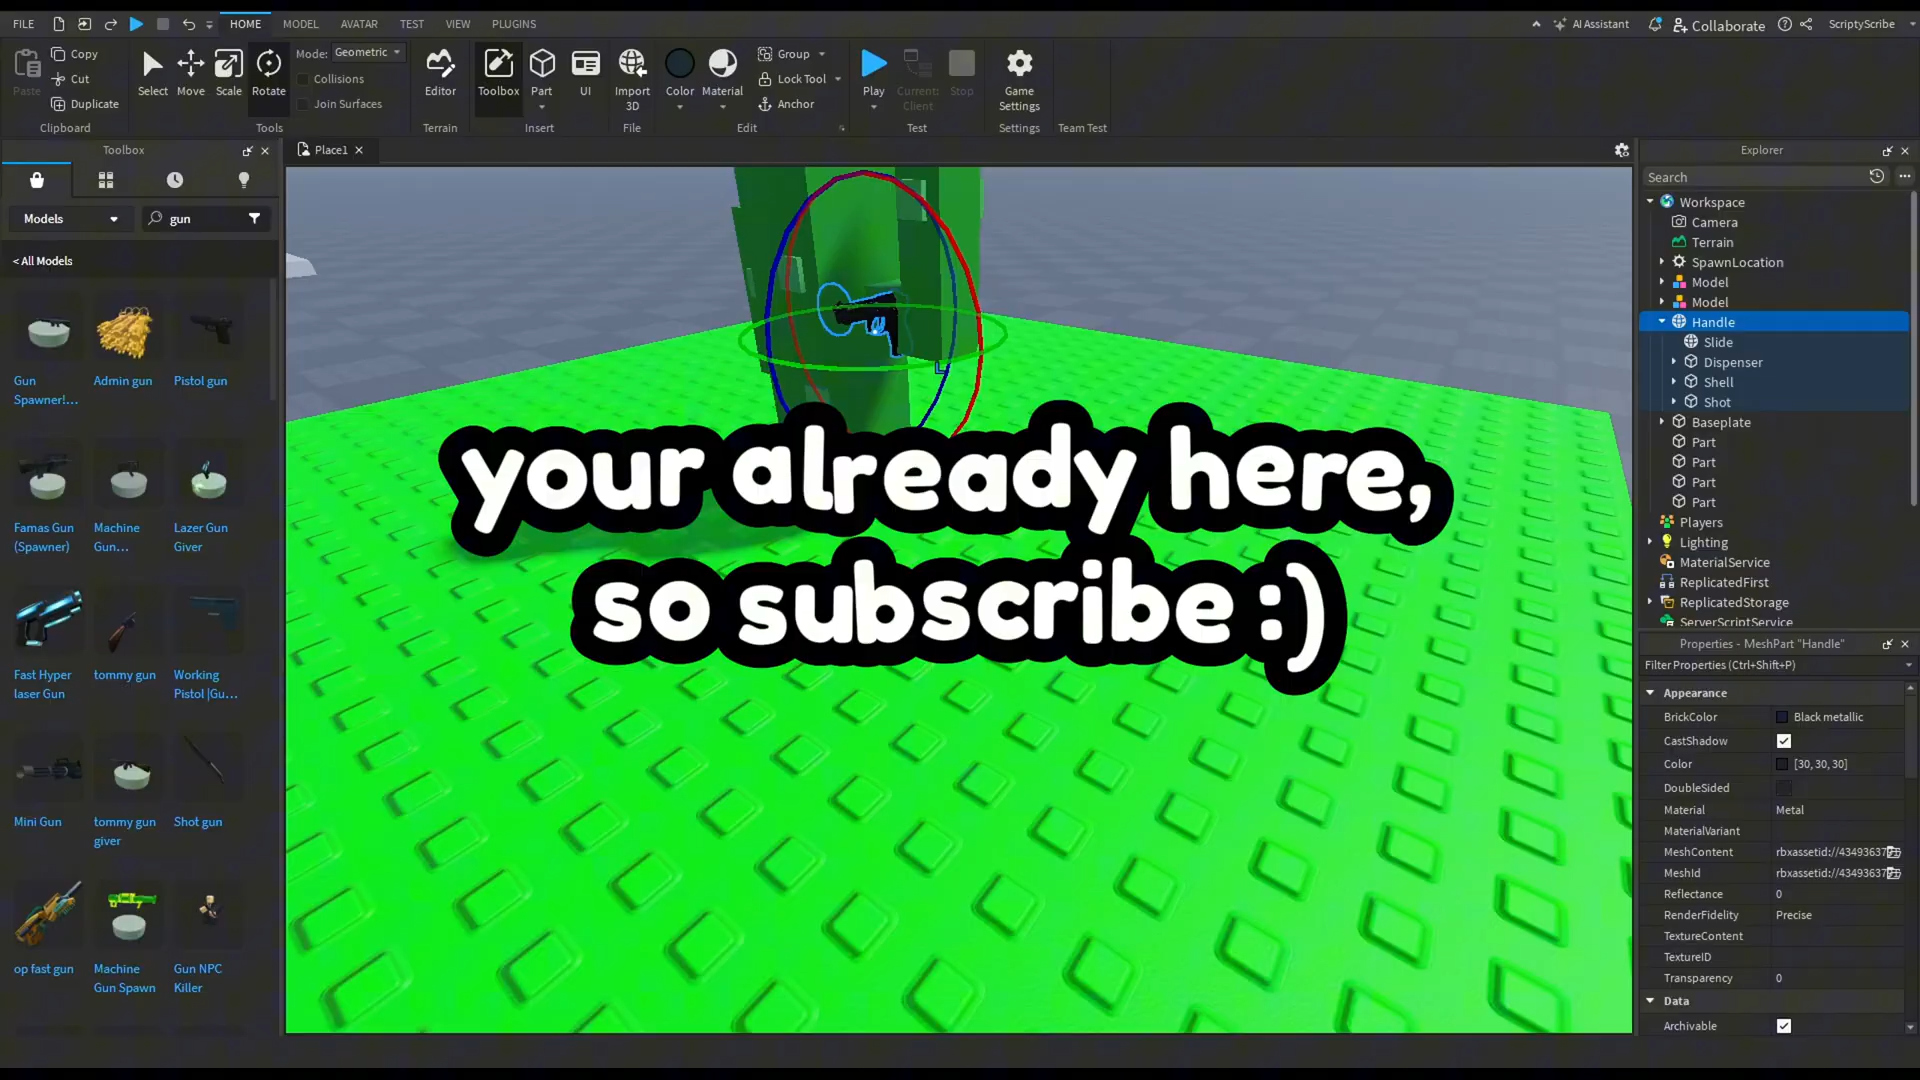 FILE
HOME
MODEL
AVATAR
TEST
VIEW
PLUGINS
AI Assistant
Collaborate
ScriptyScribe
Paste
Copy
Cut
Duplicate
Clipboard
Select
Move
Scale
Rotate
Mode:
Geometric
Collisions
Join Surfaces
Tools
Editor
Terrain
Toolbox
Part
UI
Insert
Import
3D
File
Color
Material
Group
Lock Tool
Anchor
Edit
Play
Current:
Client
Stop
Test
Game
Settings
Settings
Team Test
Toolbox
Models
gun
< All Models
Gun
Spawner!...
Admin gun
Pistol gun
Famas Gun
(Spawner)
Machine
Gun...
Lazer Gun
Giver
Fast Hyper
laser Gun
tommy gun
Working
Pistol |Gu...
Mini Gun
tommy gun
giver
Shot gun
op fast gun
Machine
Gun Spawn
Gun NPC
Killer
Place1
your already here,
so subscribe :)
Explorer
Search
Workspace
Camera
Terrain
SpawnLocation
Model
Model
Handle
Slide
Dispenser
Shell
Shot
Baseplate
Part
Part
Part
Part
Players
Lighting
MaterialService
ReplicatedFirst
ReplicatedStorage
ServerScriptService
Properties - MeshPart "Handle"
Filter Properties (Ctrl+Shift+P)
Appearance
BrickColor Black metallic
CastShadow
Color [30, 30, 30]
DoubleSided
Material Metal
MaterialVariant
MeshContent rbxassetid://43493637
MeshId rbxassetid://43493637
Reflectance 0
RenderFidelity Precise
TextureContent
TextureID
Transparency 0
Data
Archivable